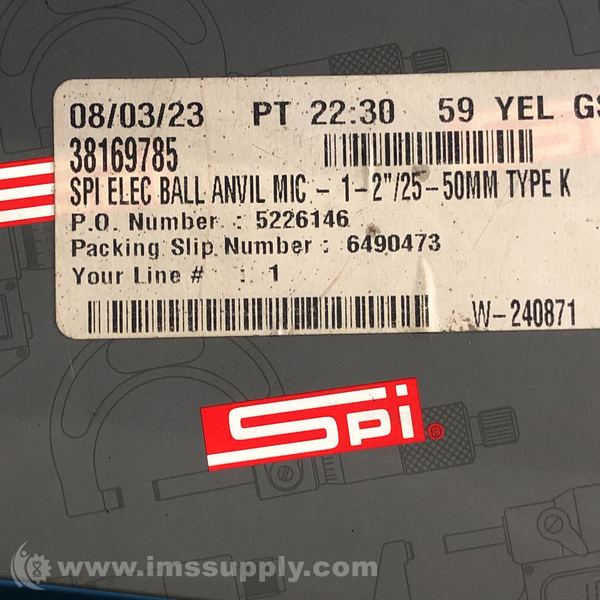 08/03/23 PT 22:30 59 YEL GS
38169785
SPI ELEC BALL ANVIL MIC - 1-2"/25-50MM TYPE K
P.O. Number : 5226146
Packing Slip Number : 6490473
Your Line # : 1
W-240871
Spi®
www.imssupply.com